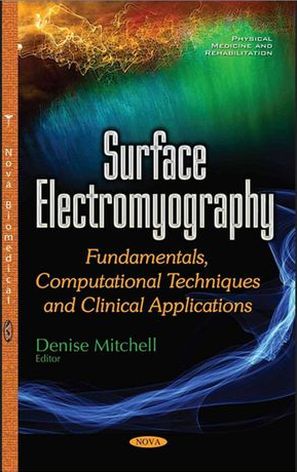 PHYSICAL
MEDICINE AND
REHABILITATION
Nova Biomedical
Surface
Electromyography
Fundamentals,
Computational Techniques
and Clinical Applications
Denise Mitchell
Editor
NOVA